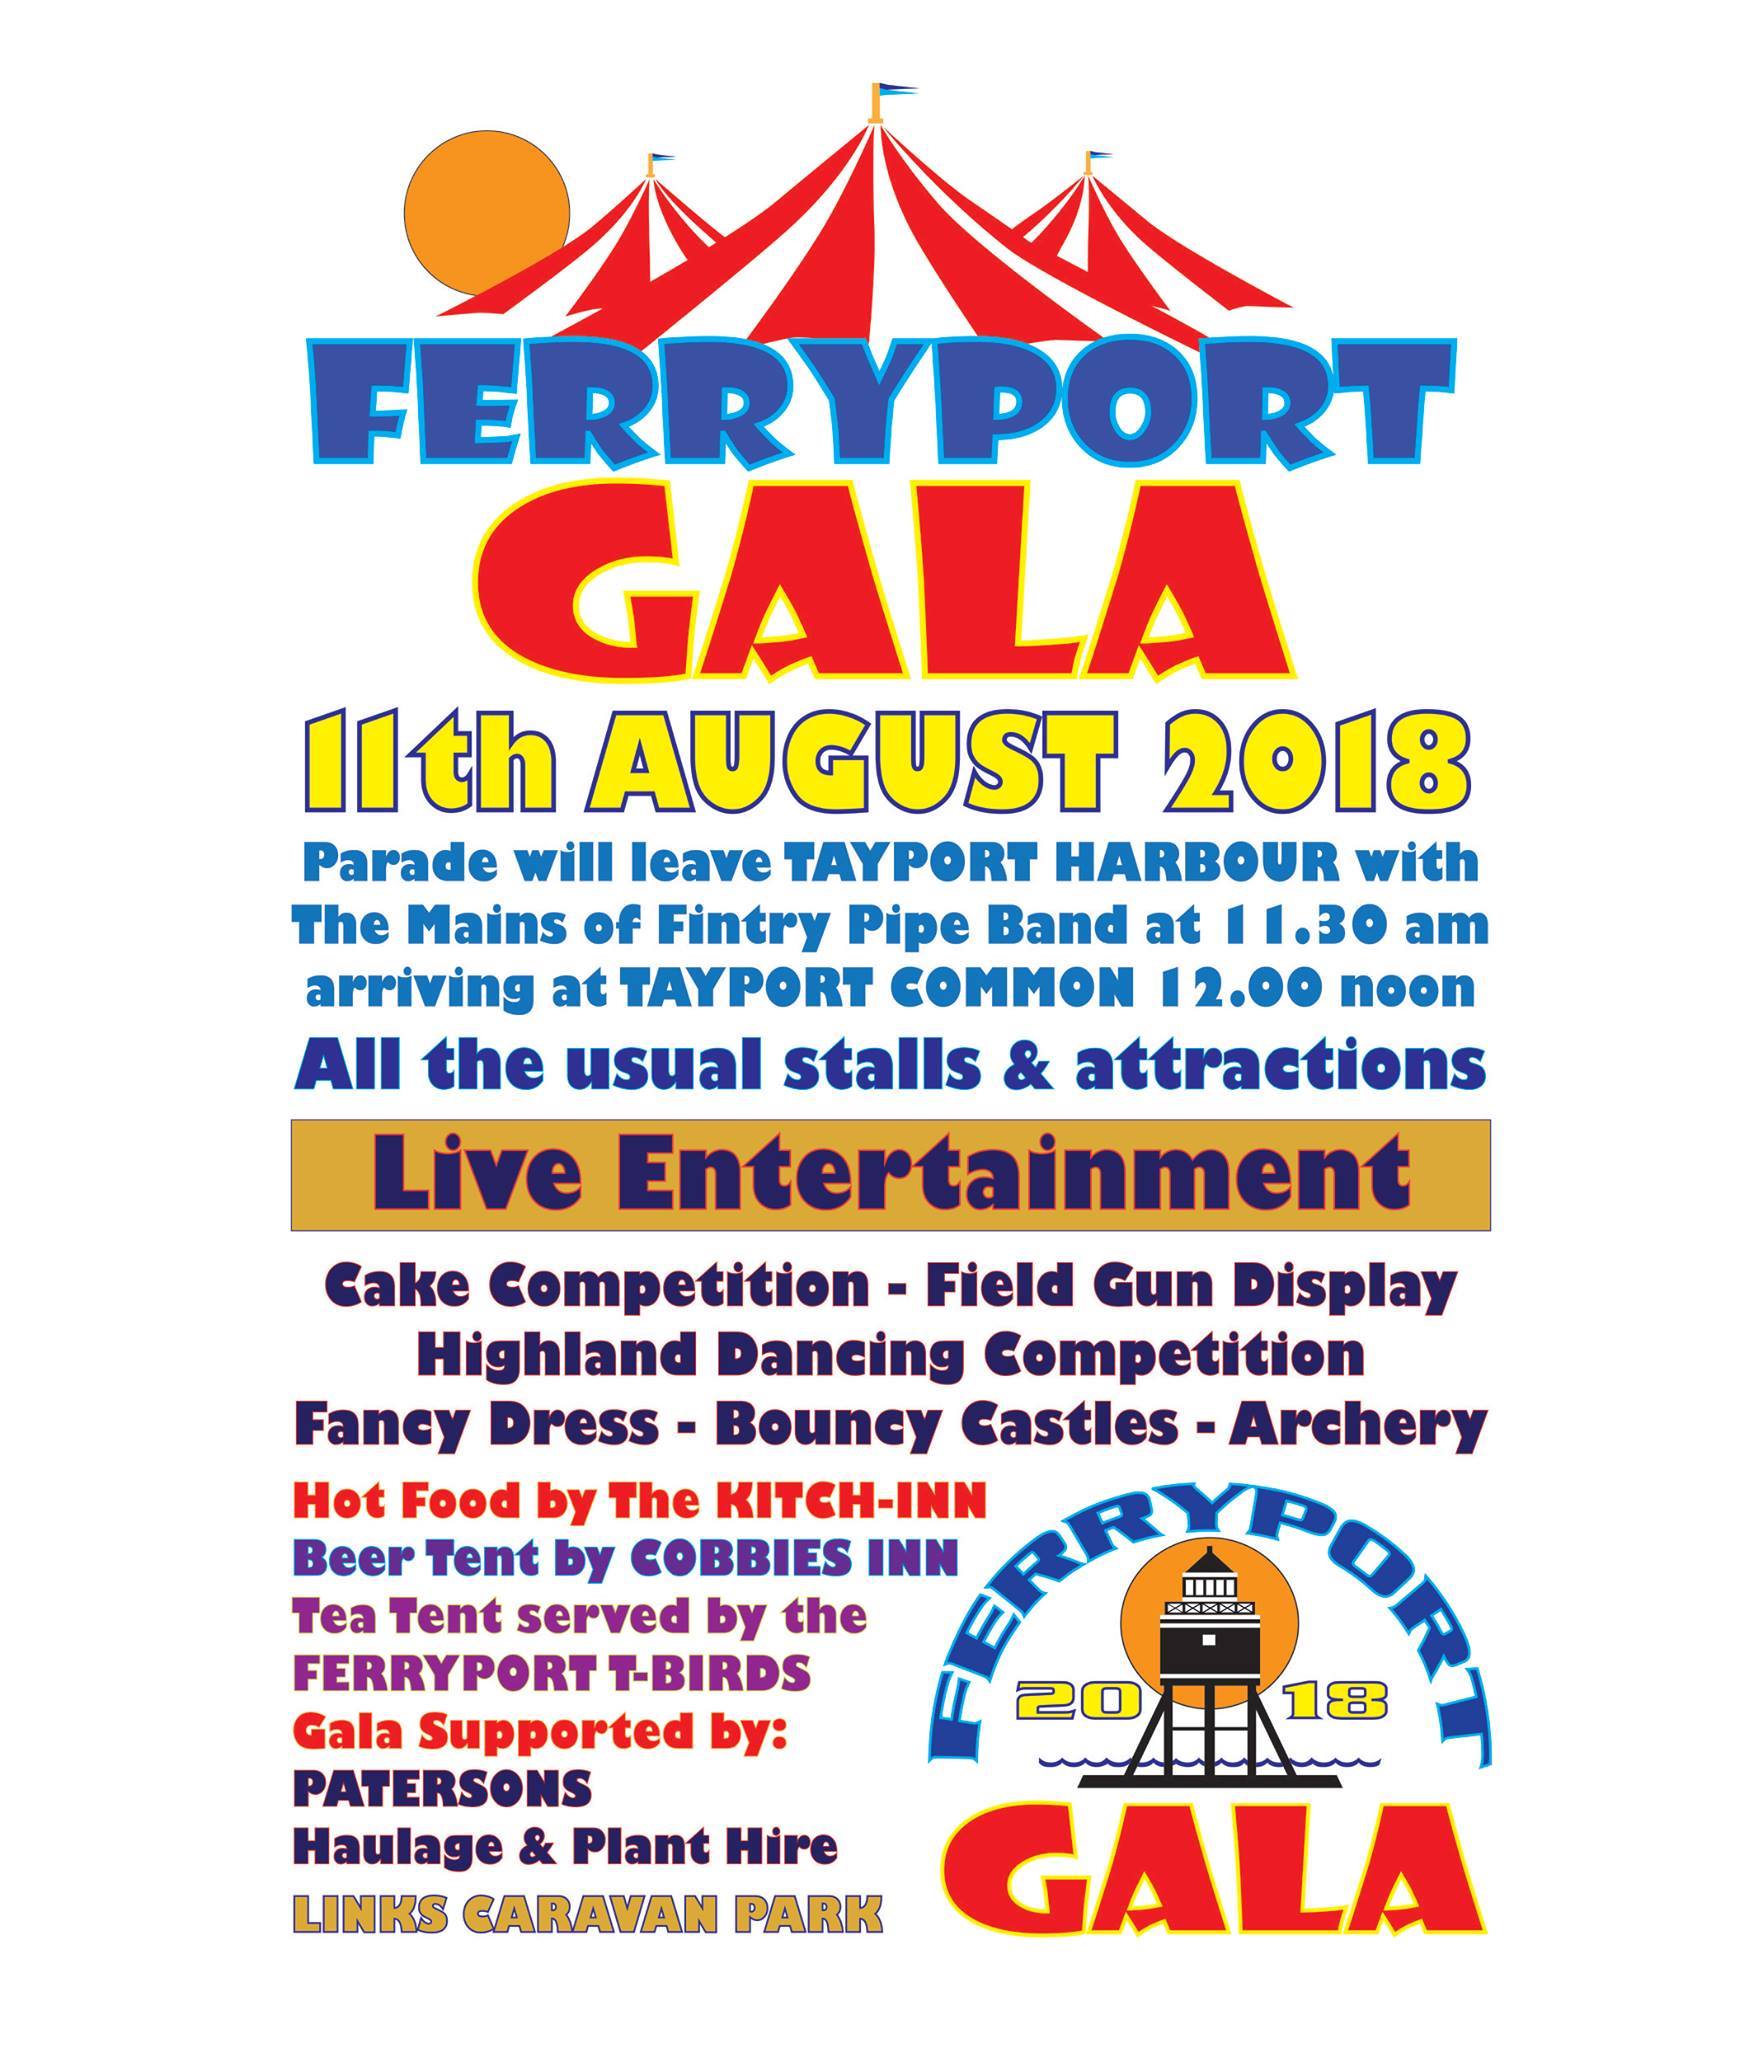 FERRYPORT
GALA
11th AUGUST 2018
Parade will leave TAYPORT HARBOUR with
The Mains of Fintry Pipe Band at 11.30 am
arriving at TAYPORT COMMON 12.00 noon
All the usual stalls & attractions
Live Entertainment
Cake Competition - Field Gun Display
Highland Dancing Competition
Fancy Dress - Bouncy Castles - Archery
Hot Food by The KITCH-INN
Beer Tent by COBBIES INN
Tea Tent served by the
FERRYPORT T-BIRDS
Gala Supported by:
PATERSONS
Haulage & Plant Hire
LINKS CARAVAN PARK
FERRYPORT
2018
GALA